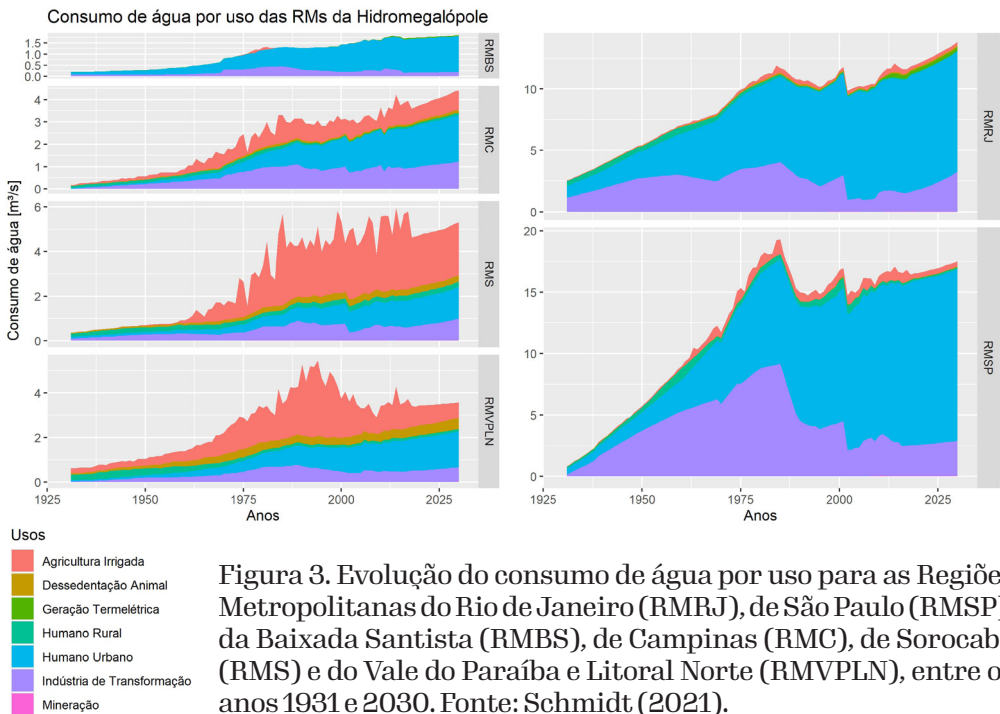 Consumo de água por uso das RMs da Hidromegalópole
Consumo de água [m³/s]
1.5
1.0
0.5
0.0
RMBS
4
3
2
1
0
RMC
6
4
2
0
RMS
4
2
0
RMVPLN
1925
1950
1975
2000
2025
Anos
10
5
0
RMRJ
20
15
10
5
0
RMSP
1925
1950
1975
2000
2025
Anos
Usos
Agricultura Irrigada
Dessedentação Animal
Geração Termelétrica
Humano Rural
Humano Urbano
Indústria de Transformação
Mineração
Figura 3. Evolução do consumo de água por uso para as Regiõe
Metropolitanas do Rio de Janeiro (RMRJ), de São Paulo (RMSP)
da Baixada Santista (RMBS), de Campinas (RMC), de Sorocab
(RMS) e do Vale do Paraíba e Litoral Norte (RMVPLN), entre o
anos 1931 e 2030. Fonte: Schmidt (2021).